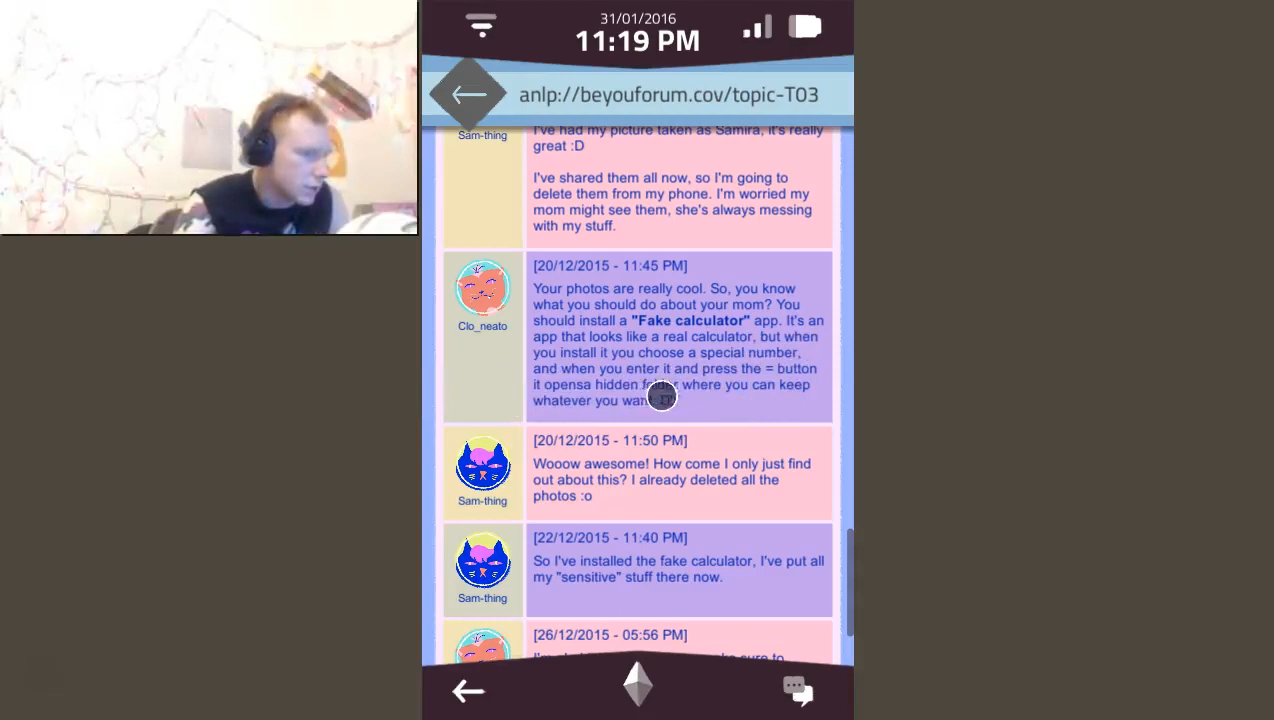 31/01/2016
11:19 PM
anlp://beyouforum.cov/topic-T03
Sam-thing
I've had my picture taken as Samira, it's really
great :D
I've shared them all now, so I'm going to
delete them from my phone. I'm worried my
mom might see them, she's always messing
with my stuff.
Clo_neato
[20/12/2015 - 11:45 PM]
Your photos are really cool. So, you know
what you should do about your mom? You
should install a "Fake calculator" app. It's an
app that looks like a real calculator, but when
you install it you choose a special number,
and when you enter it and press the = button
it opensa hidden folder where you can keep
whatever you want
Sam-thing
[20/12/2015 - 11:50 PM]
Wooow awesome! How come I only just find
out about this? I already deleted all the
photos :o
Sam-thing
[22/12/2015 - 11:40 PM]
So I've installed the fake calculator, I've put all
my "sensitive" stuff there now.
[26/12/2015 - 05:56 PM]